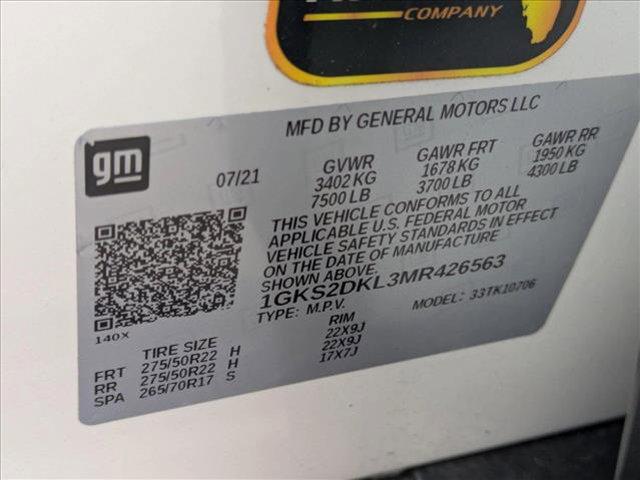 COMPANY
MFD BY GENERAL MOTORS LLC
gm
07/21
GVWR GAWR FRT GAWR RR
3402 KG 1678 KG 1950 KG
7500 LB 3700 LB 4300 LB
THIS VEHICLE CONFORMS TO ALL
APPLICABLE U.S. FEDERAL MOTOR
VEHICLE SAFETY STANDARDS IN EFFECT
ON THE DATE OF MANUFACTURE
SHOWN ABOVE.
1GKS2DKL3MR426563
TYPE: M.P.V. MODEL: 33TK10706
140X
TIRE SIZE RIM
FRT 275/50R22 H 22X9J
RR 275/50R22 H 22X9J
SPA 265/70R17 S 17X7J